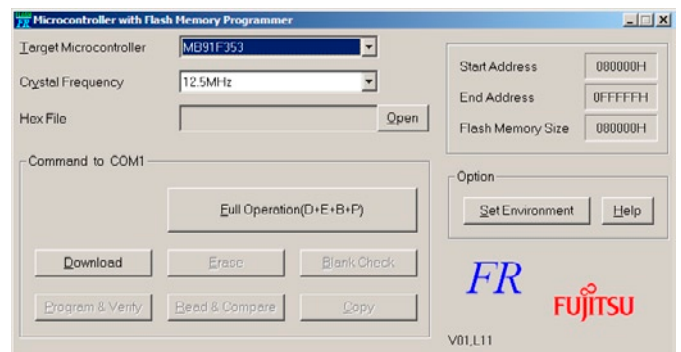 FR Microcontroller with Flash Memory Programmer
Target Microcontroller
MB91F353
Crystal Frequency
12.5MHz
Hex File
Open
Start Address
080000H
End Address
0FFFFFH
Flash Memory Size
080000H
Command to COM1
Full Operation(D+E+B+P)
Download
Erase
Blank Check
Program & Verify
Read & Compare
Copy
Option
Set Environment
Help
FR
FUJITSU
V01,L11